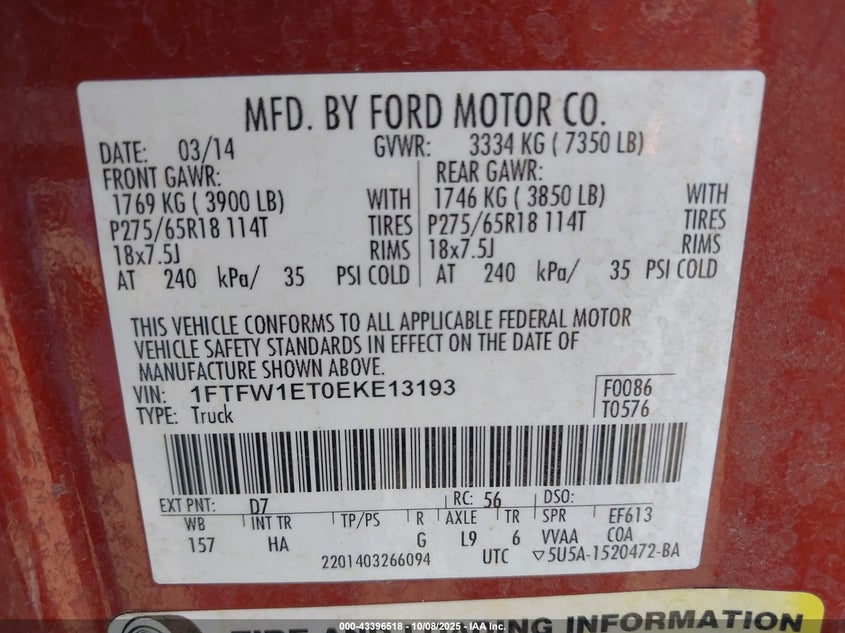 MFD. BY FORD MOTOR CO.
DATE: 03/14 GVWR: 3334 KG ( 7350 LB)
FRONT GAWR: REAR GAWR:
1769 KG ( 3900 LB) WITH 1746 KG ( 3850 LB) WITH
P275/65R18 114T TIRES P275/65R18 114T TIRES
18x7.5J RIMS 18x7.5J RIMS
AT 240 kPa/ 35 PSI COLD AT 240 kPa/ 35 PSI COLD
THIS VEHICLE CONFORMS TO ALL APPLICABLE FEDERAL MOTOR
VEHICLE SAFETY STANDARDS IN EFFECT ON THE DATE OF
MANUFACTURE SHOWN ABOVE.
VIN: 1FTFW1ET0EKE13193 F0086
TYPE: Truck T0576
EXT PNT: D7 RC: 56 DSO:
WB INT TR TP/PS R AXLE TR SPR EF613
157 HA G L9 6 VVAA COA
2201403266094 UTC ▽5U5A-1520472-BA
TIRE AND LOADING INFORMATION
000-43396518 - 10/08/2025 - IAA Inc.